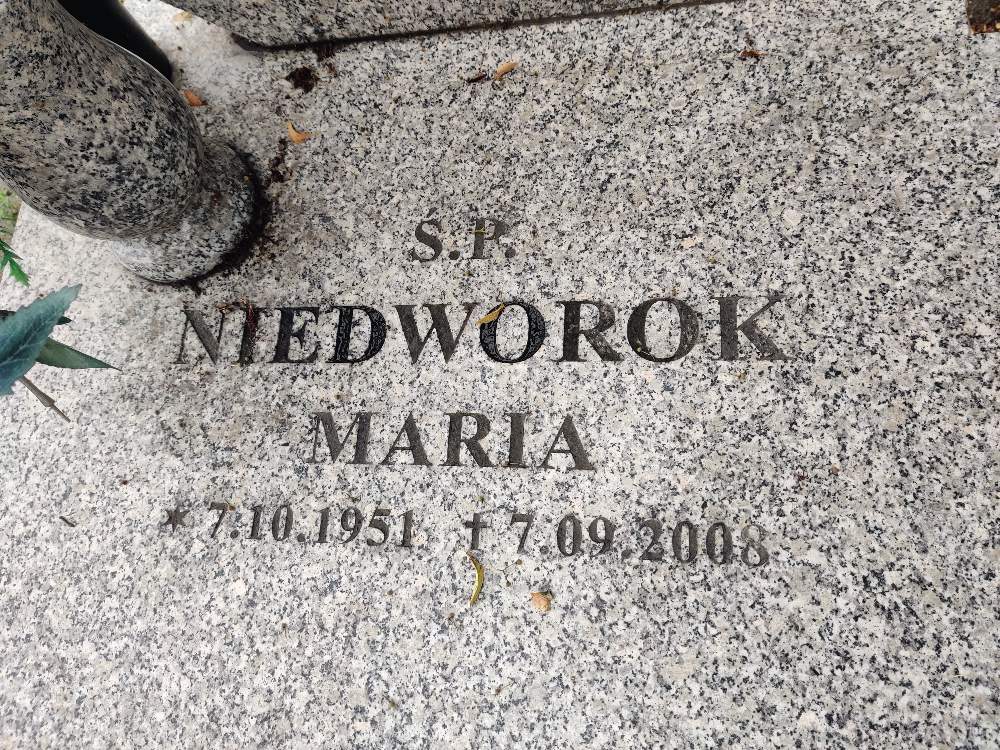 Ś.P.
NIEDWOROK
MARIA
* 7.10.1951 † 7.09.2008